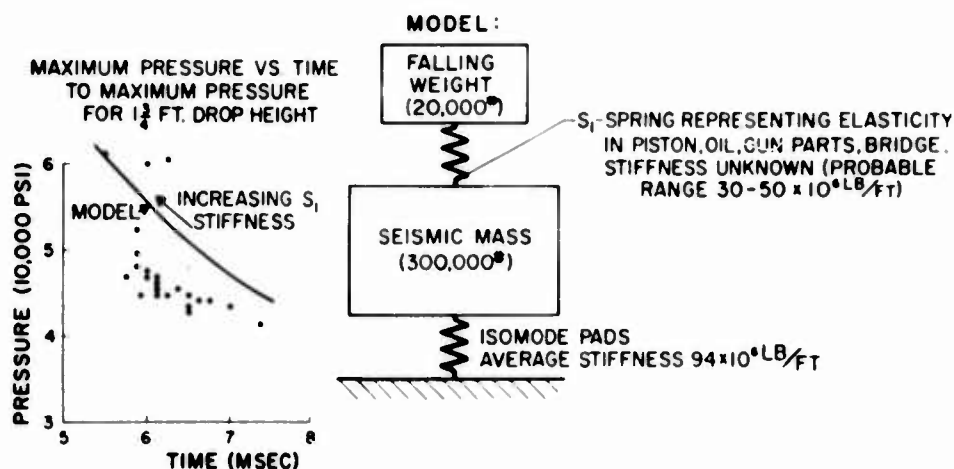 MODEL:
MAXIMUM PRESSURE VS TIME
TO MAXIMUM PRESSURE
FOR 1 3/4 FT. DROP HEIGHT
FALLING
WEIGHT
(20,000#)
S₁-SPRING REPRESENTING ELASTICITY
IN PISTON, OIL, GUN PARTS, BRIDGE.
STIFFNESS UNKNOWN (PROBABLE
RANGE 30-50 x 10⁶ LB/FT)
PRESSURE (10,000 PSI)
6
5
4
3
MODEL
INCREASING S₁
STIFFNESS
5 6 7 8
TIME (MSEC)
SEISMIC MASS
(300,000#)
ISOMODE PADS
AVERAGE STIFFNESS 94x10⁶ LB/FT